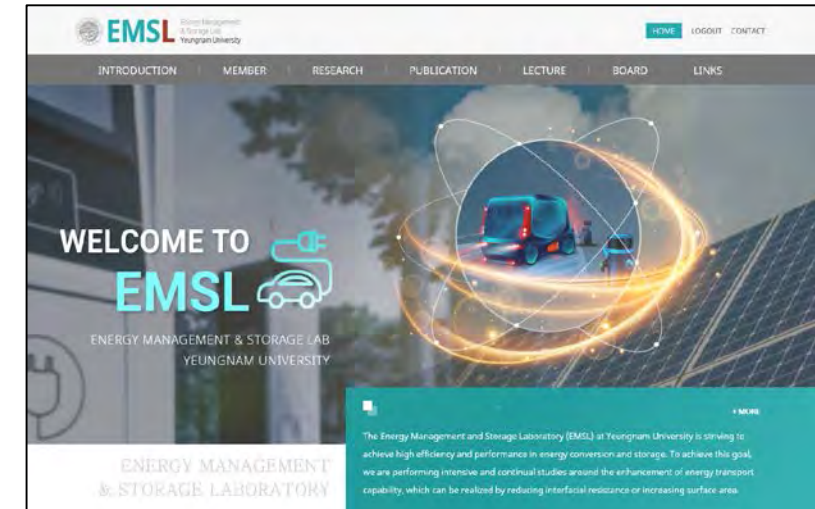 EMSL
Energy Management
& Storage Lab
Yeungnam University
HOME LOGOUT CONTACT
INTRODUCTION MEMBER RESEARCH PUBLICATION LECTURE BOARD LINKS
WELCOME TO
EMSL
ENERGY MANAGEMENT & STORAGE LAB
YEUNGNAM UNIVERSITY
+ MORE
The Energy Management and Storage Laboratory (EMSL) at Yeungnam University is striving to
achieve high efficiency and performance in energy conversion and storage. To achieve this goal,
we are performing intensive and continual studies around the enhancement of energy transport
capability, which can be realized by reducing interfacial resistance or increasing surface area.
ENERGY MANAGEMENT
& STORAGE LABORATORY